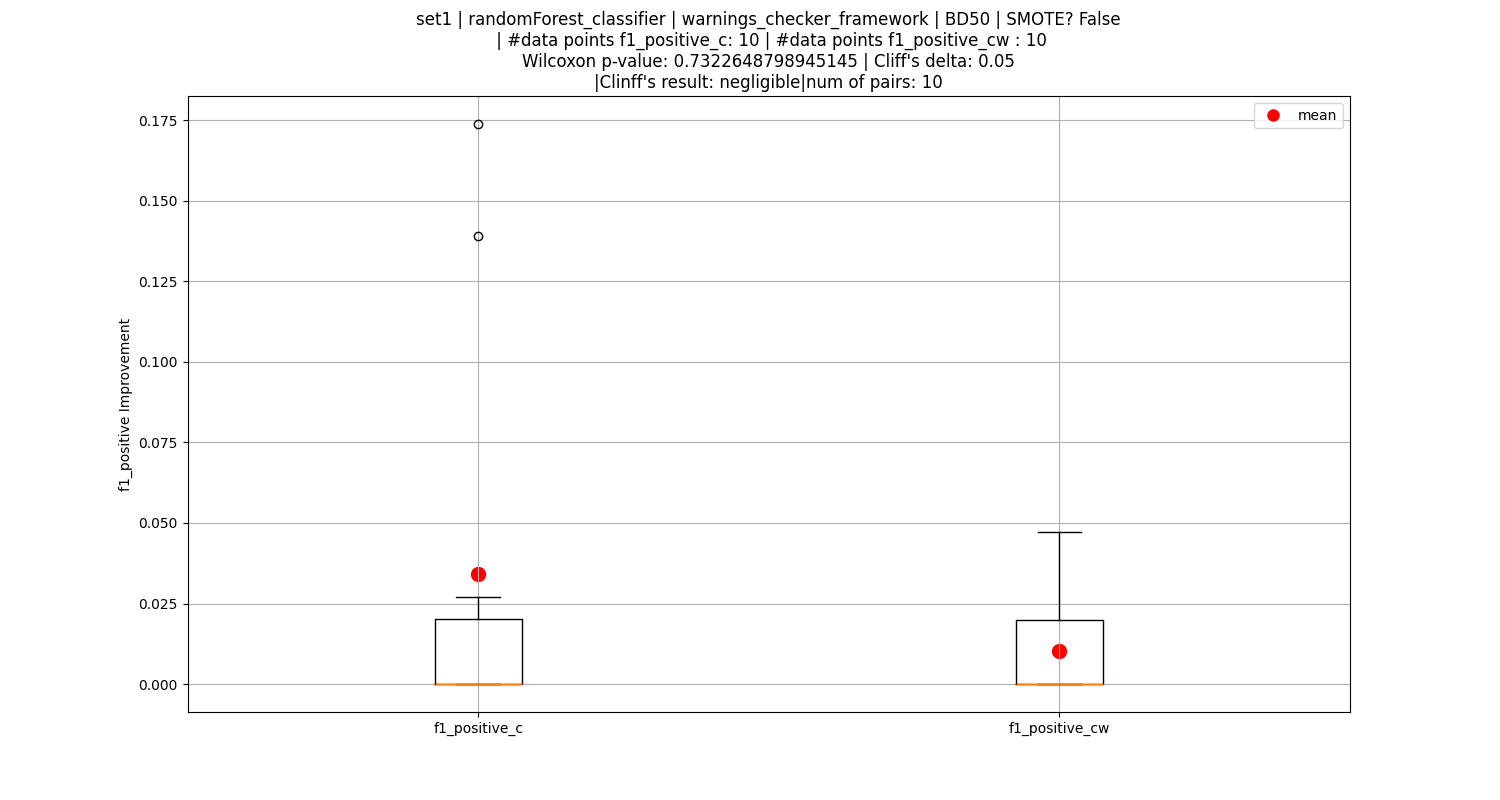 set1 | randomForest_classifier | warnings_checker_framework | BD50 | SMOTE? False
| #data points f1_positive_c: 10 | #data points f1_positive_cw : 10
Wilcoxon p-value: 0.7322648798945145 | Cliff's delta: 0.05
|Clinff's result: negligible|num of pairs: 10
mean
0.175
0.150
0.125
0.100
0.075
0.050
0.025
0.000
f1_positive Improvement
f1_positive_c
f1_positive_cw